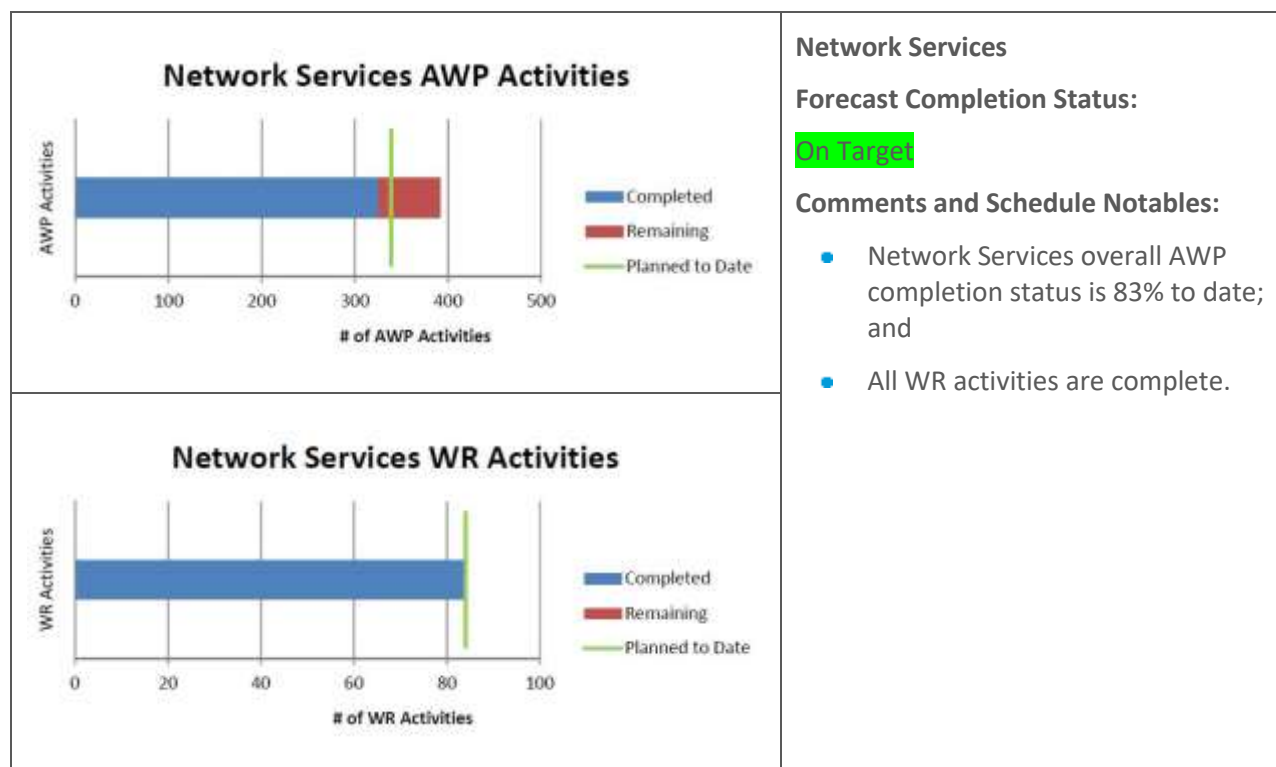 Network Services AWP Activities
AWP Activities
Completed
Remaining
Planned to Date
0 100 200 300 400 500
# of AWP Activities
Network Services WR Activities
WR Activities
Completed
Remaining
Planned to Date
0 20 40 60 80 100
# of WR Activities
Network Services
Forecast Completion Status:
On Target
Comments and Schedule Notables:
Network Services overall AWP
completion status is 83% to date;
and
All WR activities are complete.